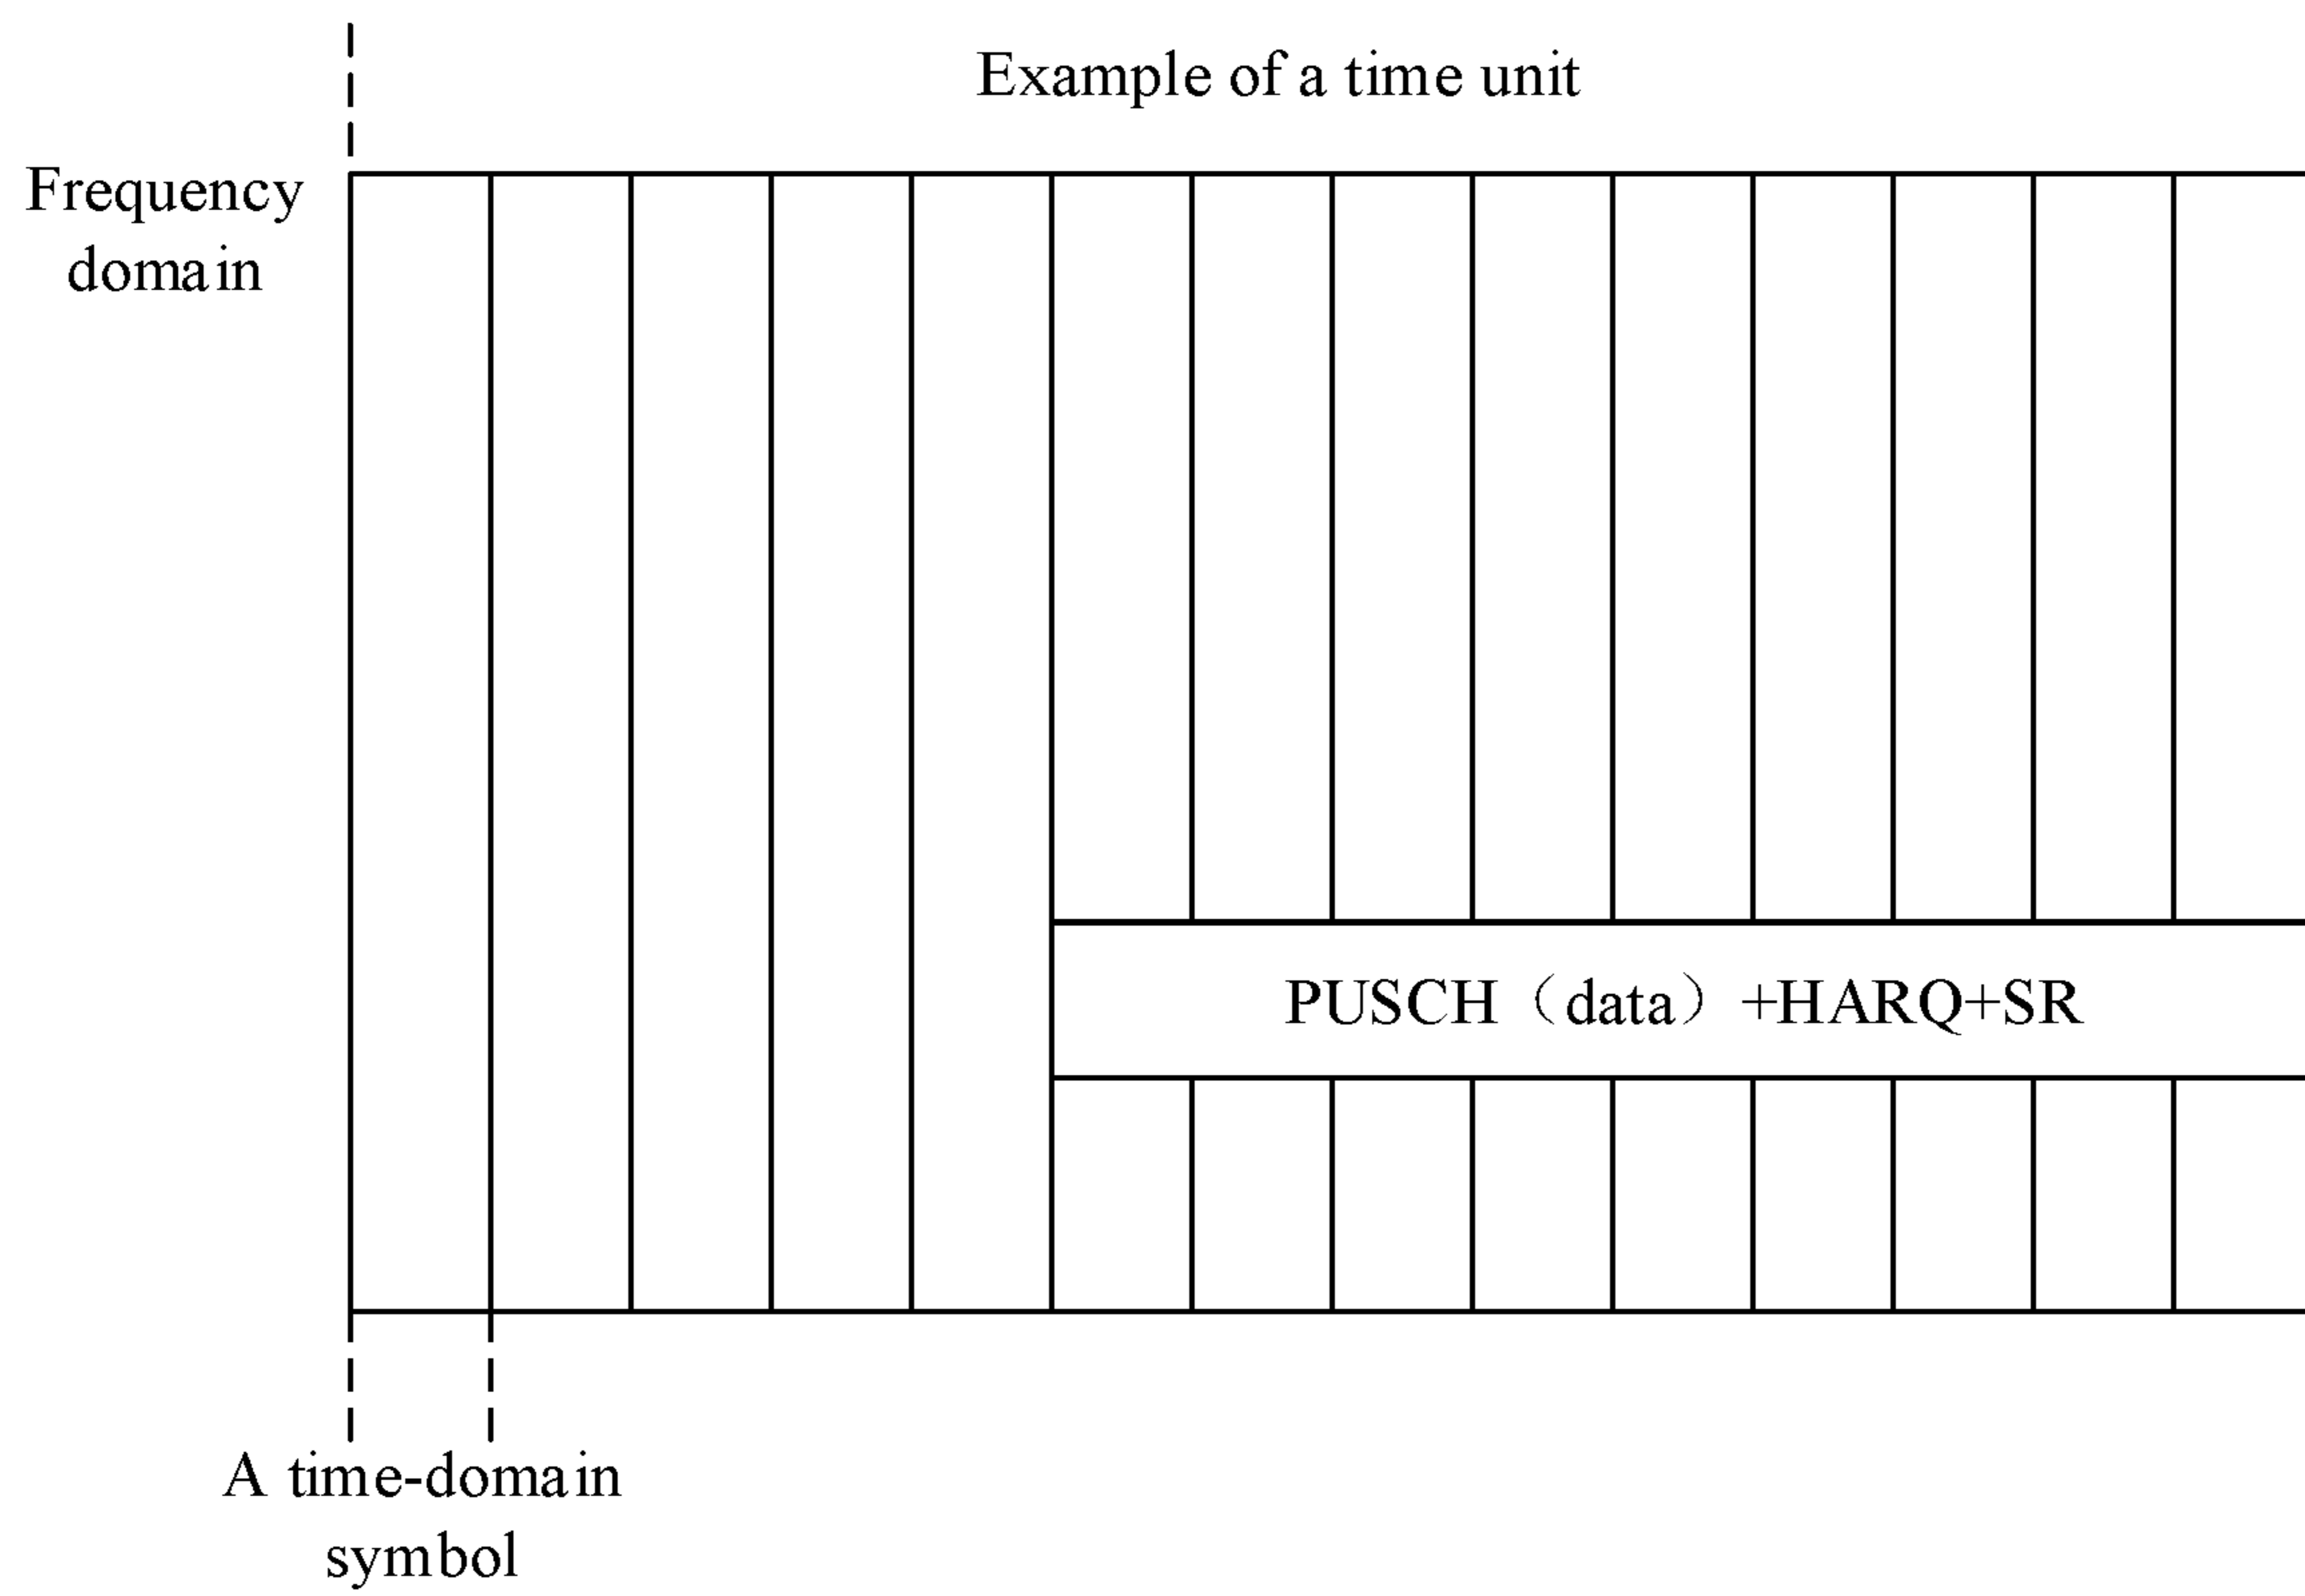 Example of a time unit
Frequency
domain
PUSCH（data）+HARQ+SR
A time-domain
symbol